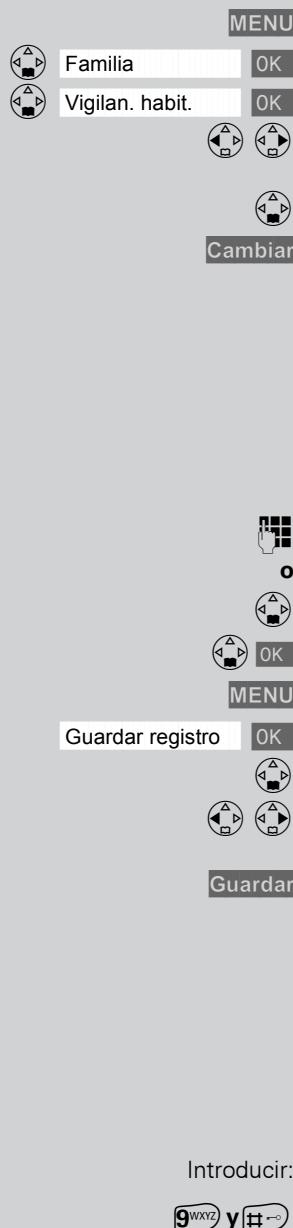 MENU
Familia OK
Vigilan. habit. OK
Cambiar
o
OK
MENU
Guardar registro OK
Guardar
Introducir:
9WXYZ y #